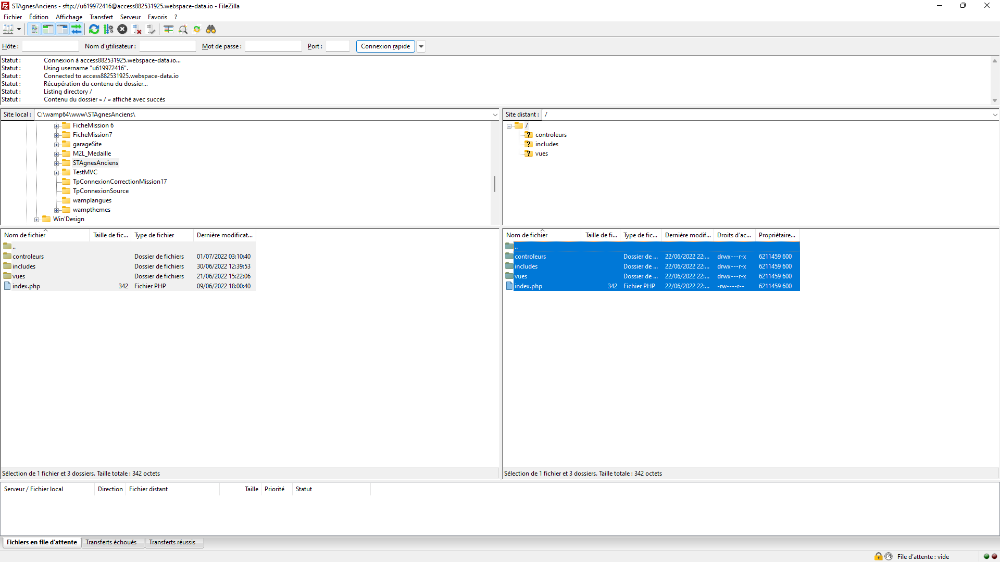 STAgnesAnciens - sftp://u619972416@access882531925.webspace-data.io - FileZilla
Fichier Édition Affichage Transfert Serveur Favoris ?
Hôte : Nom d'utilisateur : Mot de passe : Port : Connexion rapide
Statut : Connexion à access882531925.webspace-data.io...
Statut : Using username "u619972416".
Statut : Connected to access882531925.webspace-data.io
Statut : Récupération du contenu du dossier...
Statut : Listing directory /
Statut : Contenu du dossier « / » affiché avec succès
Site local : C:\wamp64\www\STAgnesAnciens\
FicheMission 6
FicheMission7
garageSite
M2L_Medaille
STAgnesAnciens
TestMVC
TpConnexionCorrectionMission17
TpConnexionSource
wamplangues
wampthemes
Win'Design
Site distant : /
/
? controleurs
? includes
? vues
Nom de fichier Taille de fic... Type de fichier Dernière modificat...
..
controleurs Dossier de fichiers 01/07/2022 03:10:40
includes Dossier de fichiers 30/06/2022 12:39:53
vues Dossier de fichiers 21/06/2022 15:22:06
index.php 342 Fichier PHP 09/06/2022 18:00:40
Sélection de 1 fichier et 3 dossiers. Taille totale : 342 octets
Nom de fichier Taille de fi... Type de fic... Dernière modif... Droits d'ac... Propriétaire...
..
controleurs Dossier de ... 22/06/2022 22:... drwx---r-x 6211459 600
includes Dossier de ... 22/06/2022 22:... drwx---r-x 6211459 600
vues Dossier de ... 22/06/2022 22:... drwx---r-x 6211459 600
index.php 342 Fichier PHP 22/06/2022 22:... -rw----r-- 6211459 600
Sélection de 1 fichier et 3 dossiers. Taille totale : 342 octets
Serveur / Fichier local Direction Fichier distant Taille Priorité Statut
Fichiers en file d'attente Transferts échoués Transferts réussis
File d'attente : vide